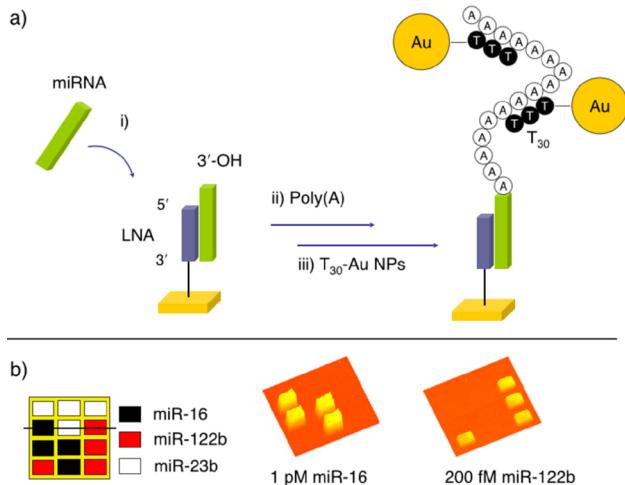 a)
miRNA
i)
3′-OH
5′
LNA
3′
ii) Poly(A)
iii) T30-Au NPs
Au
A A A A A A A A A A A A A A A A A A A
T T T
T T T
Au
T30
b)
miR-16
miR-122b
miR-23b
1 pM miR-16
200 fM miR-122b